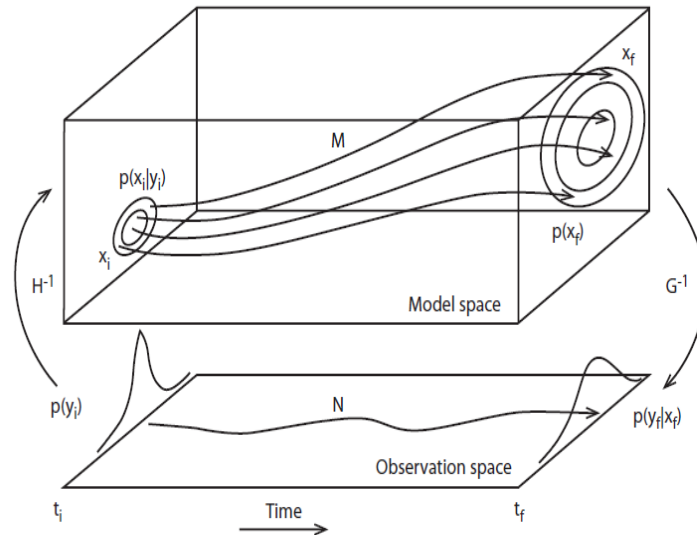 x_f
M
p(x_i|y_i)
x_i
p(x_f)
H⁻¹
G⁻¹
Model space
p(y_i)
N
p(y_f|x_f)
Observation space
t_i
Time
t_f